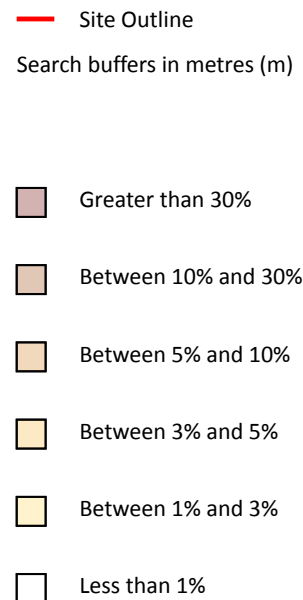 Site Outline
Search buffers in metres (m)
Greater than 30%
Between 10% and 30%
Between 5% and 10%
Between 3% and 5%
Between 1% and 3%
Less than 1%